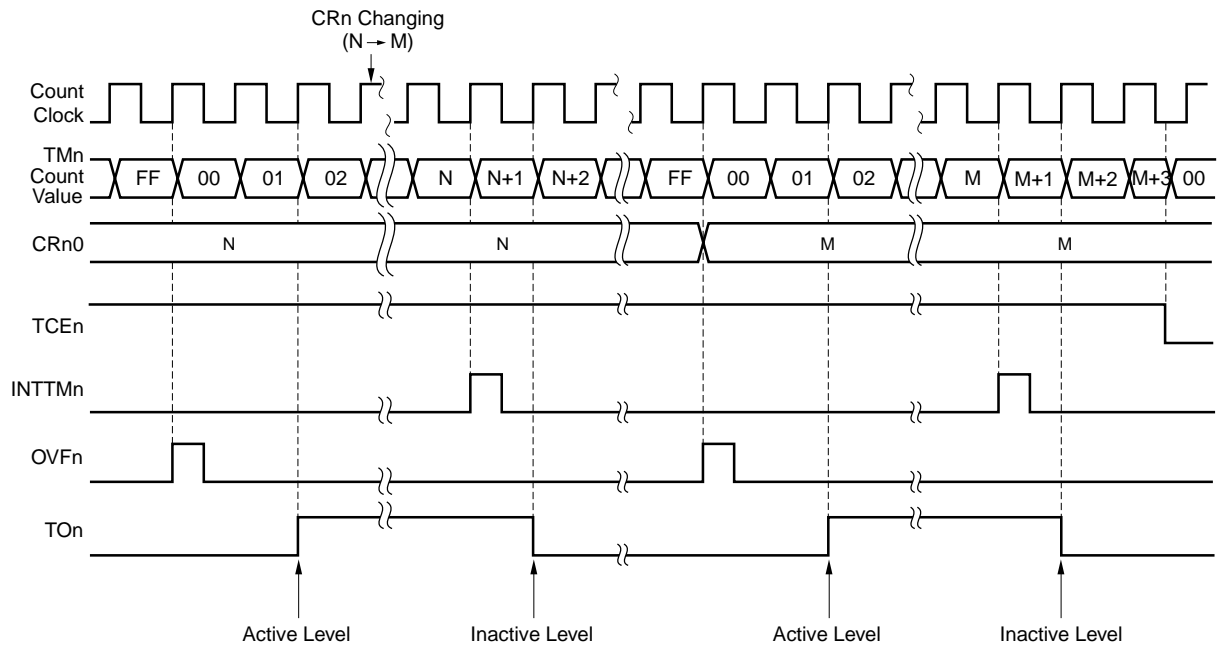 CRn Changing
(N → M)
Count
Clock
TMn
Count
Value
FF 00 01 02 N N+1 N+2 FF 00 01 02 M M+1 M+2 M+3 00
CRn0 N N M M
TCEn
INTTMn
OVFn
TOn
Active Level Inactive Level Active Level Inactive Level